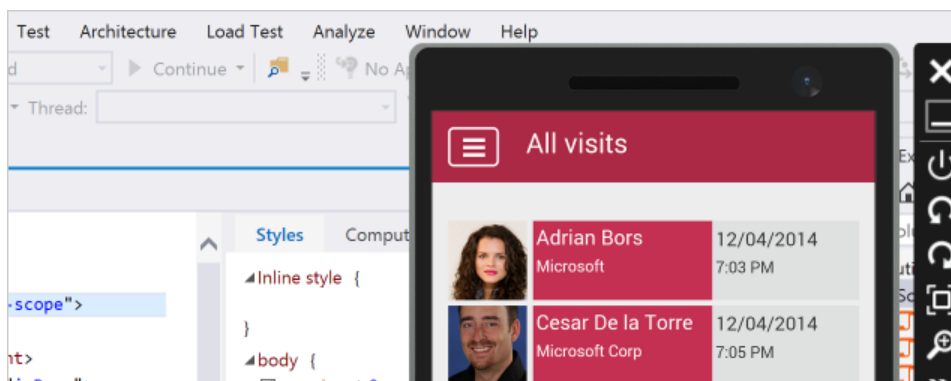 Test Architecture Load Test Analyze Window Help
Continue No
Thread:
All visits
Styles
Inline style {
}
body {
scope">
Adrian Bors 12/04/2014
Microsoft 7:03 PM
Cesar De la Torre 12/04/2014
Microsoft Corp 7:05 PM